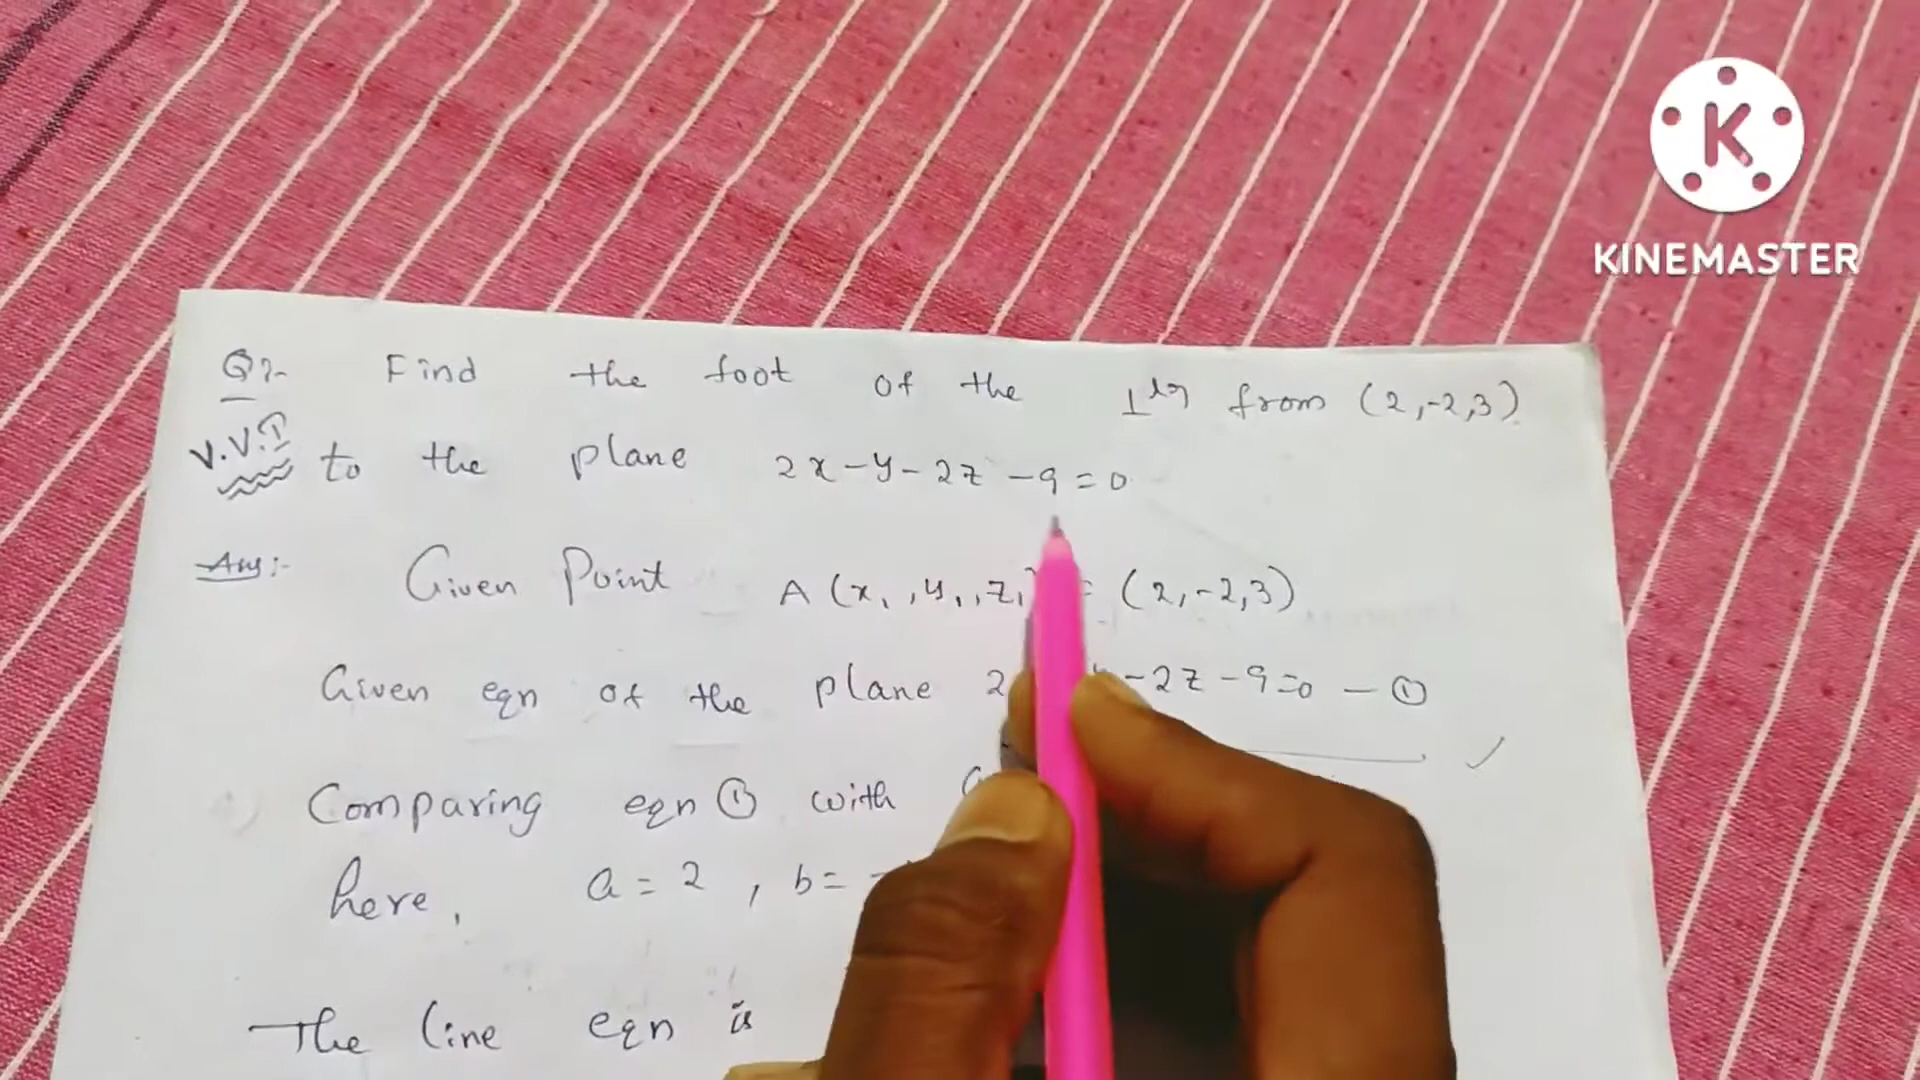 Q:- Find the foot of the ⊥ly from (2,-2,3)
V.V.I to the plane 2x-y-2z-9=0
Ans:- Given Point A(x₁,y₁,z₁) = (2,-2,3)
Given eqn of the plane 2 -2z-9=0 — ①
Comparing eqn ① with
here, a=2, b=-
The line eqn is
KINEMASTER